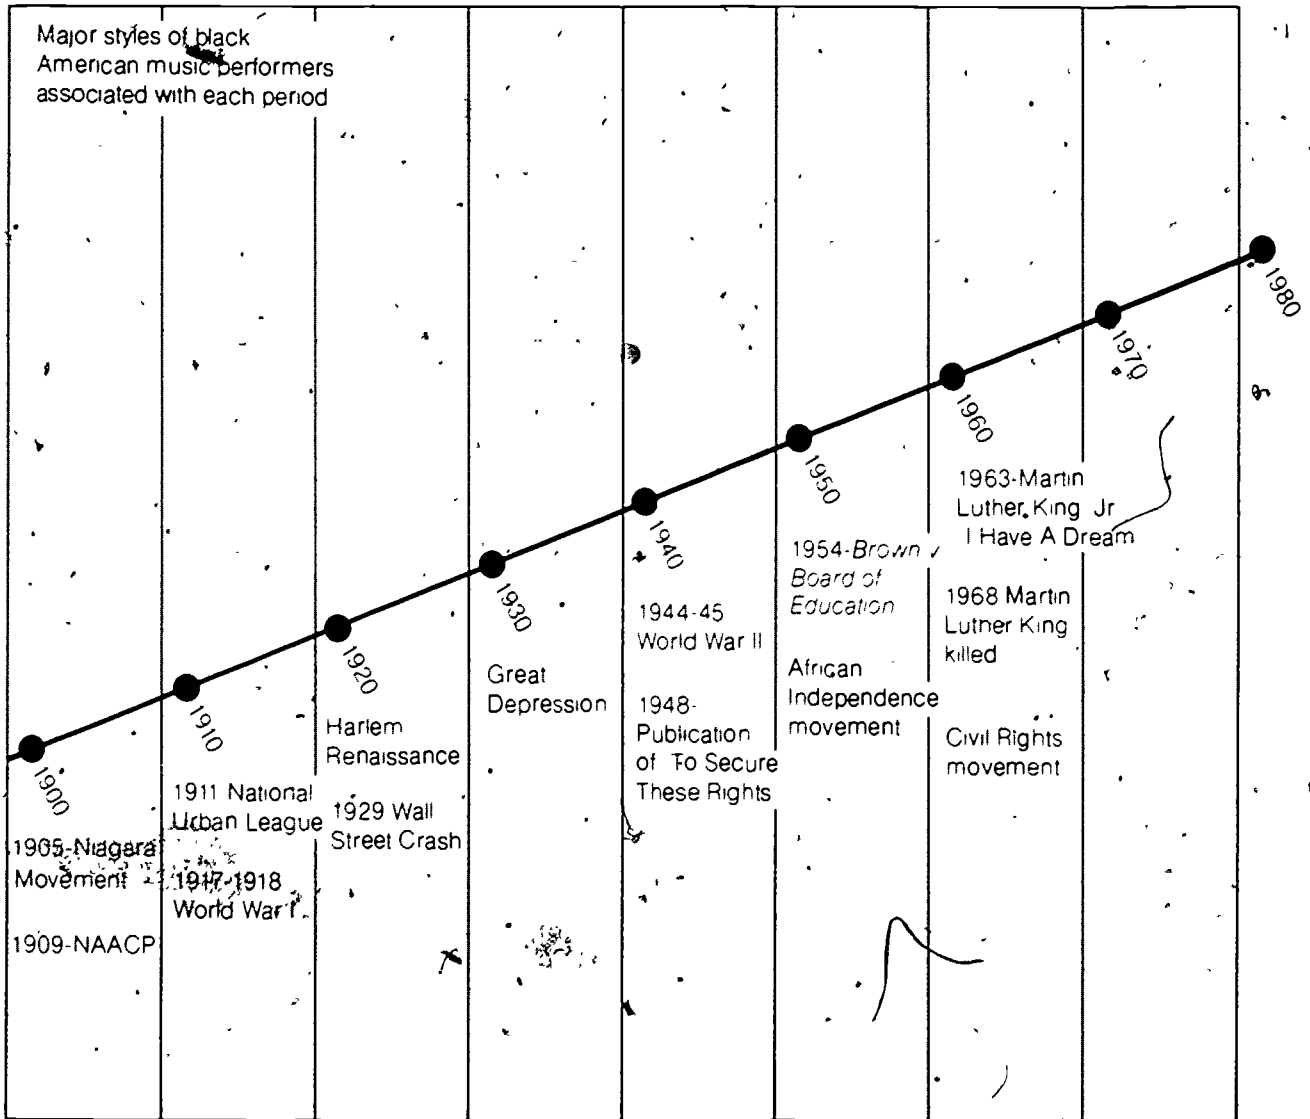 Major styles of black
American music performers
associated with each period
1900
1905-Niagara
Movement
1909-NAACP
1910
1911 National
Urban League
1917-1918
World War I
1920
Harlem
Renaissance
1929 Wall
Street Crash
1930
Great
Depression
1940
1944-45
World War II
1948-
Publication
of To Secure
These Rights
1950
1954-Brown v
Board of
Education
African
Independence
movement
1960
1963-Martin
Luther King Jr
I Have A Dream
1968 Martin
Luther King
killed
Civil Rights
movement
1970
1980